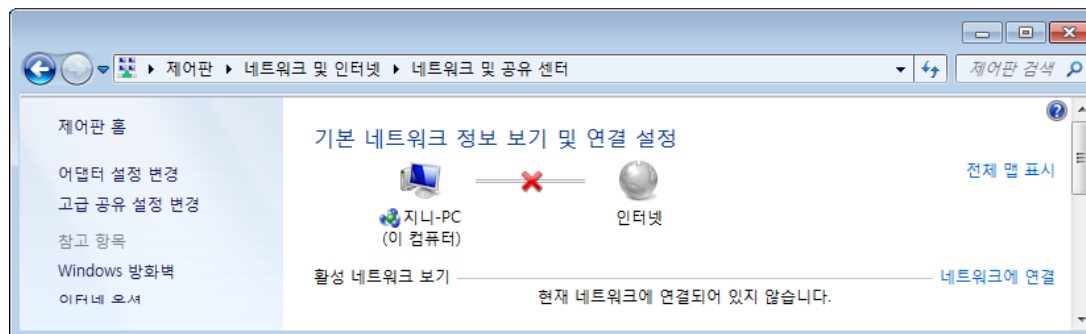 제어판 ▸ 네트워크 및 인터넷 ▸ 네트워크 및 공유 센터
제어판 검색
제어판 홈
어댑터 설정 변경
고급 공유 설정 변경
참고 항목
Windows 방화벽
인터넷 옵션
기본 네트워크 정보 보기 및 연결 설정
전체 맵 표시
지니-PC
(이 컴퓨터)
인터넷
활성 네트워크 보기
네트워크에 연결
현재 네트워크에 연결되어 있지 않습니다.